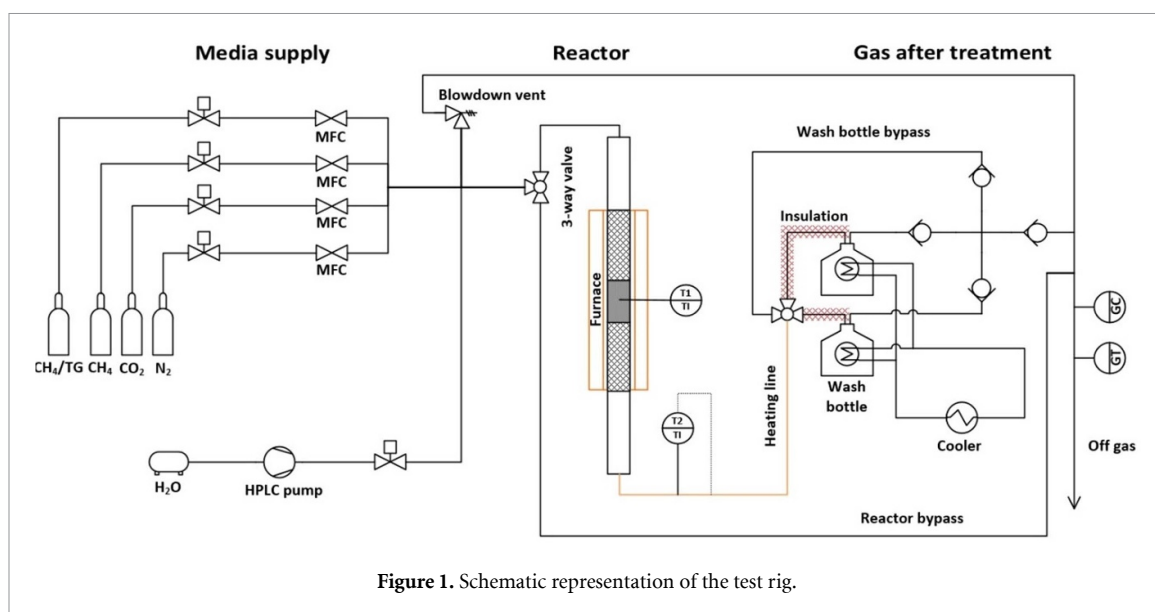 Media supply
Reactor
Gas after treatment
Blowdown vent
MFC
MFC
MFC
MFC
3-way valve
Wash bottle bypass
Insulation
Furnace
T1
TI
CH₄/TG CH₄ CO₂ N₂
GC
GT
Wash
bottle
Heating line
T2
TI
Cooler
Off gas
H₂O
HPLC pump
Reactor bypass
Figure 1. Schematic representation of the test rig.